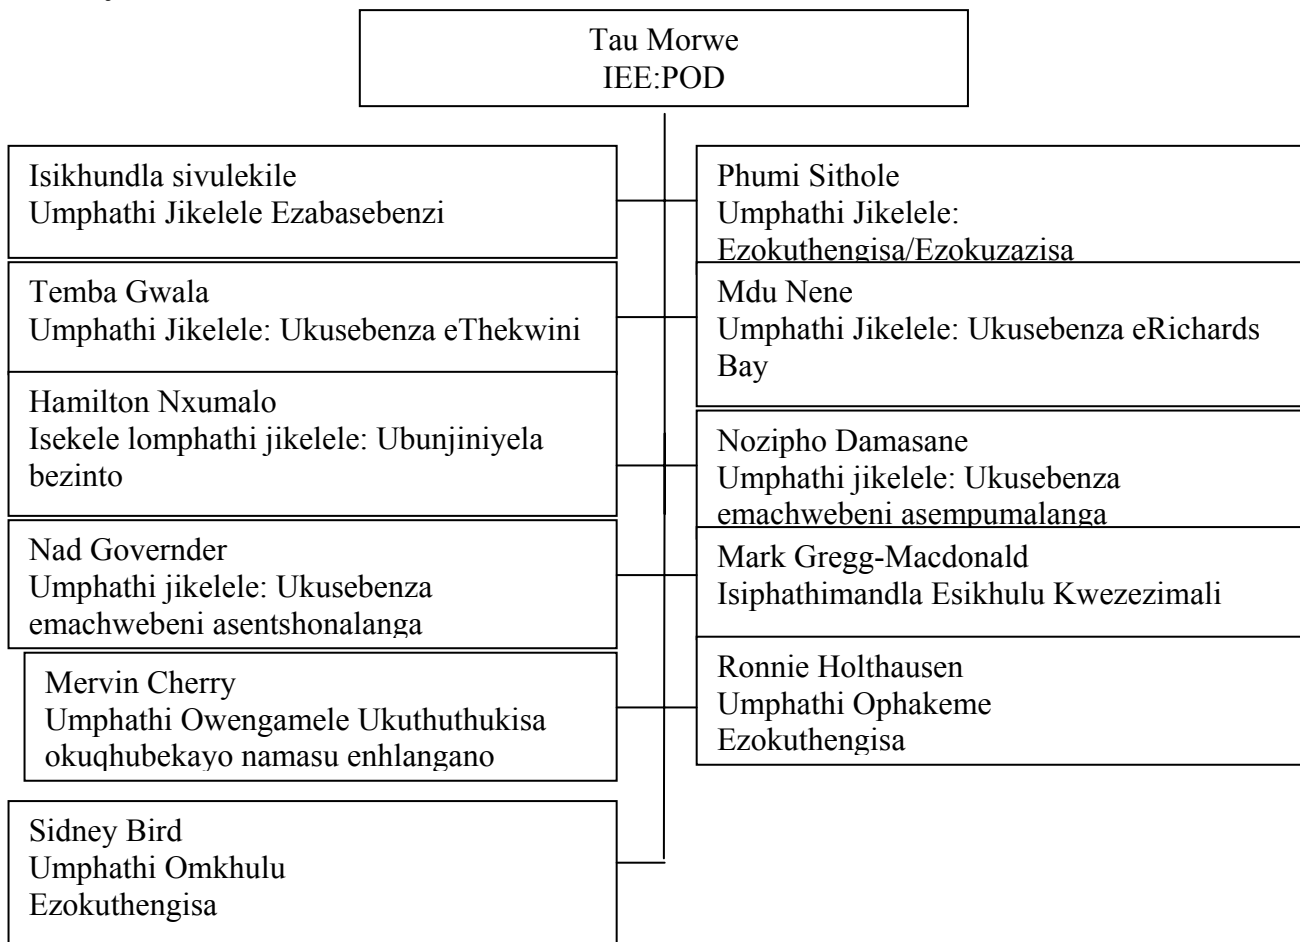 Tau Morwe
IEE:POD
Isikhundla sivulekile
Umphathi Jikelele Ezabasebenzi
Phumi Sithole
Umphathi Jikelele:
Ezokuthengisa/Ezokuzazisa
Temba Gwala
Umphathi Jikelele: Ukusebenza eThekwini
Mdu Nene
Umphathi Jikelele: Ukusebenza eRichards
Bay
Hamilton Nxumalo
Isekele lomphathi jikelele: Ubunjiniyela
bezinto
Nozipho Damasane
Umphathi jikelele: Ukusebenza
emachwebeni asempumalanga
Nad Governder
Umphathi jikelele: Ukusebenza
emachwebeni asentshonalanga
Mark Gregg-Macdonald
Isiphathimandla Esikhulu Kwezezimali
Mervin Cherry
Umphathi Owengamele Ukuthuthukisa
okuqhubekayo namasu enhlangano
Ronnie Holthausen
Umphathi Ophakeme
Ezokuthengisa
Sidney Bird
Umphathi Omkhulu
Ezokuthengisa